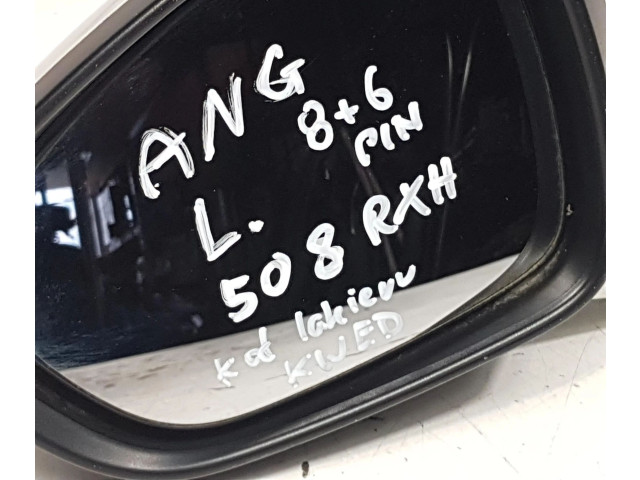 ANG
8+6
PIN
L.
508 RXH
kod lakieru
KWED